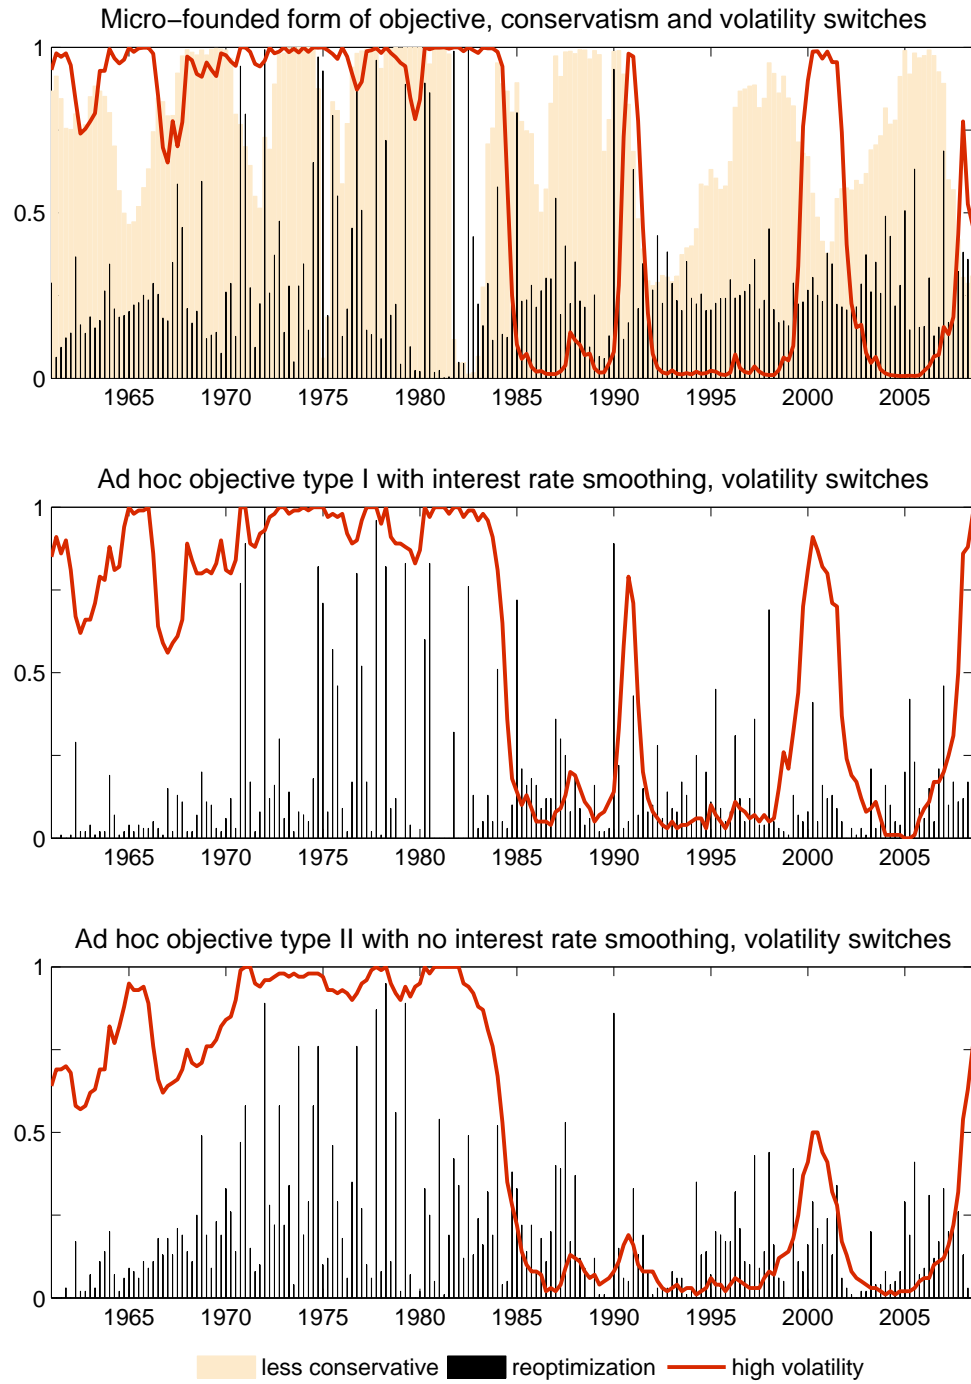 Micro−founded form of objective, conservatism and volatility switches
1
0.5
0
1965 1970 1975 1980 1985 1990 1995 2000 2005
Ad hoc objective type I with interest rate smoothing, volatility switches
1
0.5
0
1965 1970 1975 1980 1985 1990 1995 2000 2005
Ad hoc objective type II with no interest rate smoothing, volatility switches
1
0.5
0
1965 1970 1975 1980 1985 1990 1995 2000 2005
less conservative reoptimization high volatility